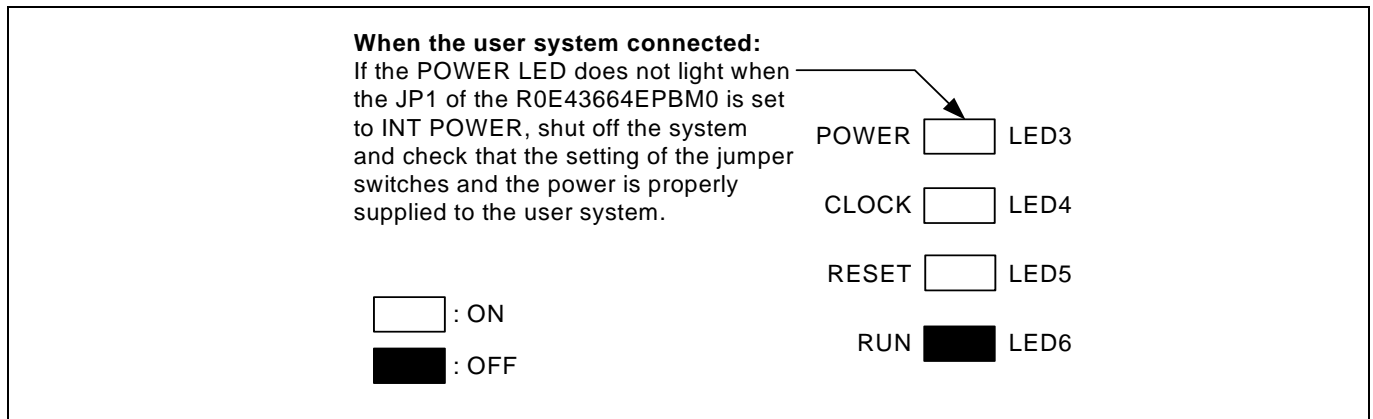 When the user system connected:
If the POWER LED does not light when
the JP1 of the R0E43664EPBM0 is set
to INT POWER, shut off the system
and check that the setting of the jumper
switches and the power is properly
supplied to the user system.
POWER LED3
CLOCK LED4
RESET LED5
RUN LED6
: ON
: OFF